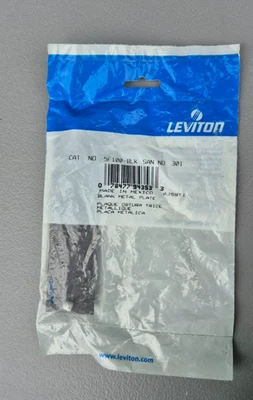 LEVITON
CAT. NO. 5F100-BLK SAN NO. 301
MADE IN MEXICO
BLANK METAL PLATE
PLAQUE OBTURATRICE
METALLIQUE
PLACA METALICA
www.leviton.com